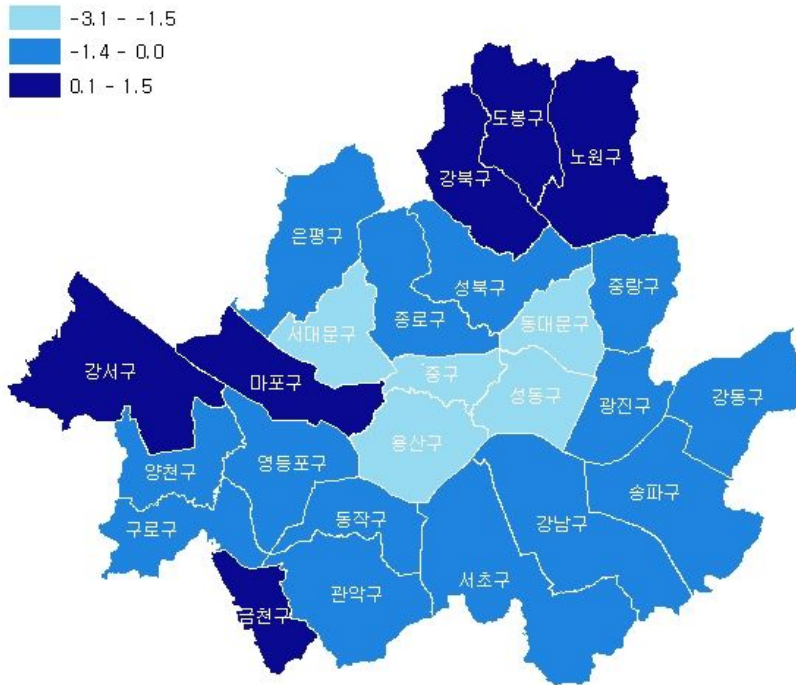 -3.1 - -1.5
-1.4 - 0.0
0.1 - 1.5
도봉구
노원구
강북구
은평구
성북구
중랑구
서대문구
종로구
동대문구
강서구
마포구
중구
성동구
광진구
강동구
용산구
양천구
영등포구
송파구
구로구
동작구
강남구
서초구
관악구
금천구